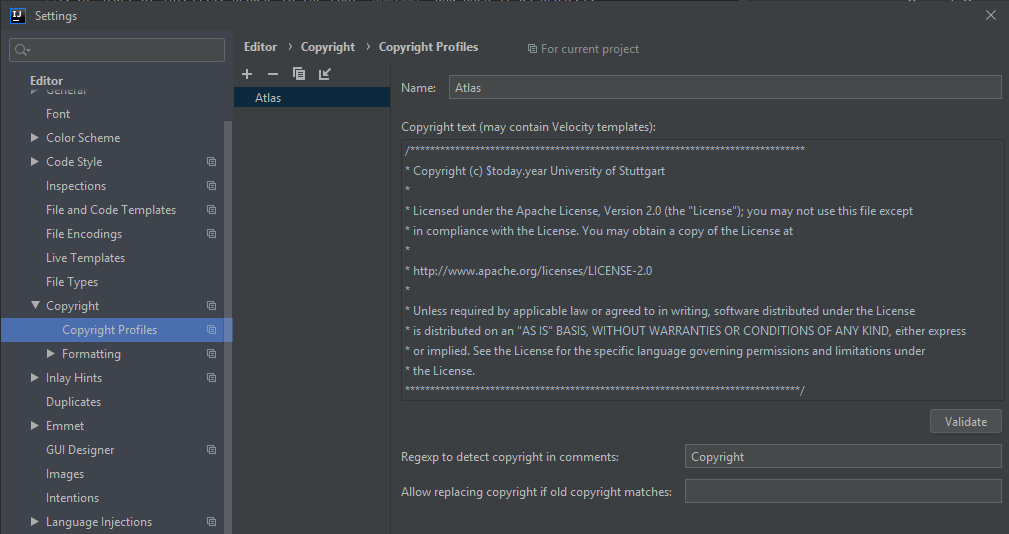 IJ
Settings
Editor
General
Font
Color Scheme
Code Style
Inspections
File and Code Templates
File Encodings
Live Templates
File Types
Copyright
Copyright Profiles
Formatting
Inlay Hints
Duplicates
Emmet
GUI Designer
Images
Intentions
Language Injections
Editor › Copyright › Copyright Profiles
For current project
Atlas
Name: Atlas
Copyright text (may contain Velocity templates):
/*******************************************************************************
* Copyright (c) $today.year University of Stuttgart
*
* Licensed under the Apache License, Version 2.0 (the "License"); you may not use this file except
* in compliance with the License. You may obtain a copy of the License at
*
* http://www.apache.org/licenses/LICENSE-2.0
*
* Unless required by applicable law or agreed to in writing, software distributed under the License
* is distributed on an "AS IS" BASIS, WITHOUT WARRANTIES OR CONDITIONS OF ANY KIND, either express
* or implied. See the License for the specific language governing permissions and limitations under
* the License.
*******************************************************************************/
Validate
Regexp to detect copyright in comments: Copyright
Allow replacing copyright if old copyright matches: